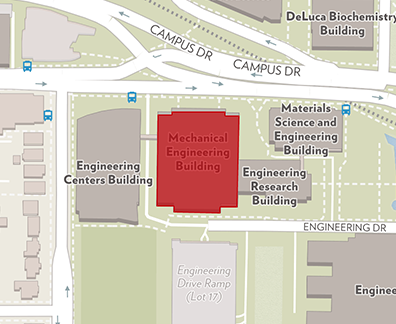 DeLuca Biochemistry
Building
CAMPUS DR
CAMPUS DR
Materials
Science and
Engineering
Building
Mechanical
Engineering
Building
Engineering
Centers Building
Engineering
Research
Building
ENGINEERING DR
Engineering
Drive Ramp
(Lot 17)
Enginee